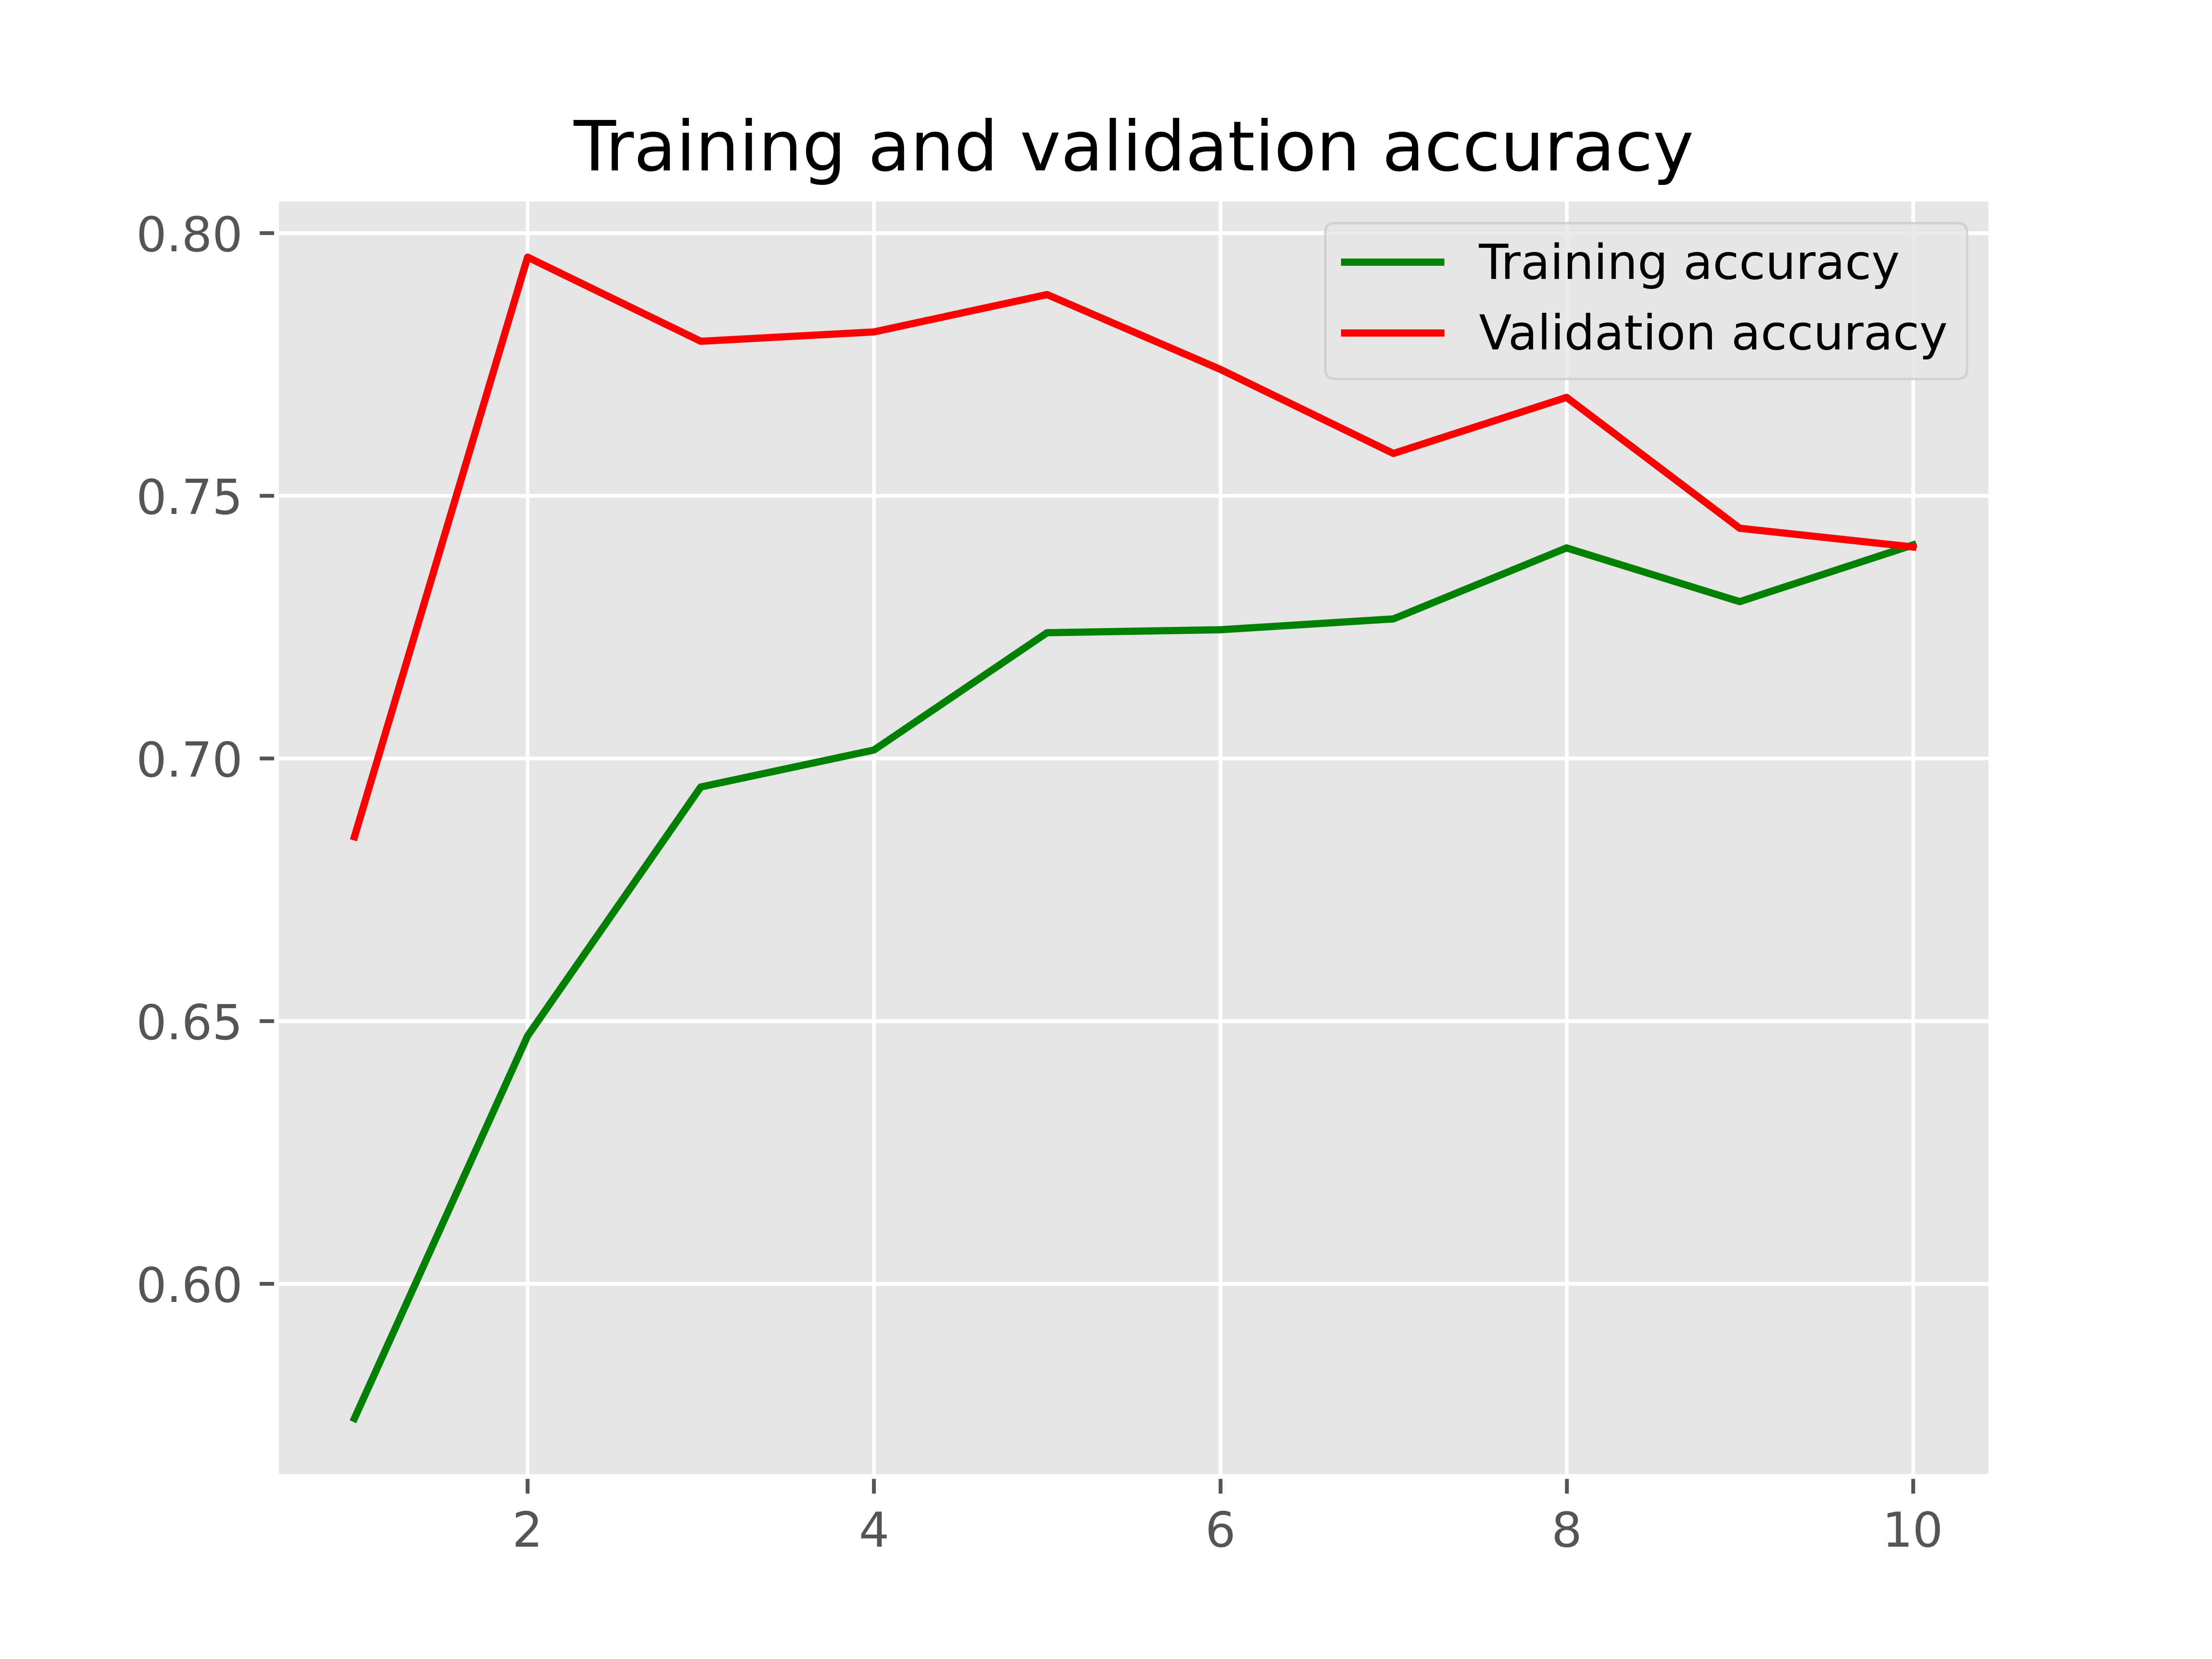 Training and validation accuracy
Training accuracy
Validation accuracy
0.80
0.75
0.70
0.65
0.60
2 4 6 8 10